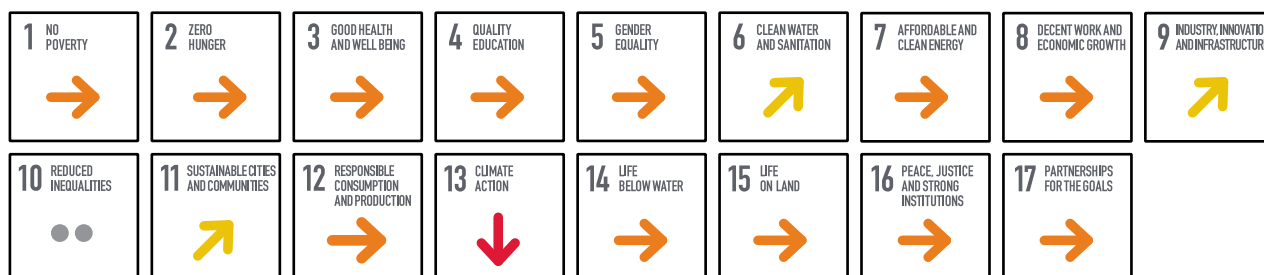 1 NO
POVERTY
2 ZERO
HUNGER
3 GOOD HEALTH
AND WELL BEING
4 QUALITY
EDUCATION
5 GENDER
EQUALITY
6 CLEAN WATER
AND SANITATION
7 AFFORDABLE AND
CLEAN ENERGY
8 DECENT WORK AND
ECONOMIC GROWTH
9 INDUSTRY, INNOVATIO
AND INFRASTRUCTUR
10 REDUCED
INEQUALITIES
11 SUSTAINABLE CITIES
AND COMMUNITIES
12 RESPONSIBLE
CONSUMPTION
AND PRODUCTION
13 CLIMATE
ACTION
14 LIFE
BELOW WATER
15 LIFE
ON LAND
16 PEACE, JUSTICE
AND STRONG
INSTITUTIONS
17 PARTNERSHIPS
FOR THE GOALS